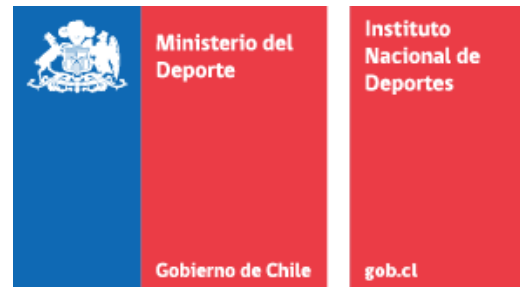 Ministerio del
Deporte
Gobierno de Chile
Instituto
Nacional de
Deportes
gob.cl